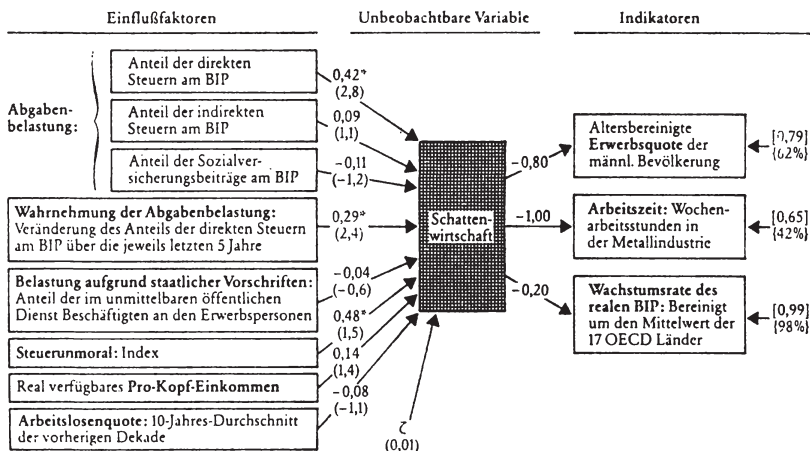 Einflußfaktoren
Unbeobachtbare Variable
Indikatoren
Abgaben-
belastung:
Anteil der direkten
Steuern am BIP
0,42*
(2,8)
Anteil der indirekten
Steuern am BIP
0,09
(1,1)
Anteil der Sozialver-
sicherungsbeiträge am BIP
-0,11
(-1,2)
Wahrnehmung der Abgabenbelastung:
Veränderung des Anteils der direkten Steuern
am BIP über die jeweils letzten 5 Jahre
0,29*
(2,4)
Belastung aufgrund staatlicher Vorschriften:
Anteil der im unmittelbaren öffentlichen
Dienst Beschäftigten an den Erwerbspersonen
-0,04
(-0,6)
Steuerunmoral: Index
0,48*
(1,5)
Real verfügbares Pro-Kopf-Einkommen
0,14
(1,4)
Arbeitslosenquote: 10-Jahres-Durchschnitt
der vorherigen Dekade
-0,08
(-1,1)
Schatten-
wirtschaft
ζ
(0,01)
-0,80
Altersbereinigte
Erwerbsquote der
männl. Bevölkerung
[0,79]
{62%}
-1,00
Arbeitszeit: Wochen-
arbeitsstunden in
der Metallindustrie
[0,65]
{42%}
-0,20
Wachstumsrate des
realen BIP: Bereinigt
um den Mittelwert der
17 OECD Länder
[0,99]
{98%}